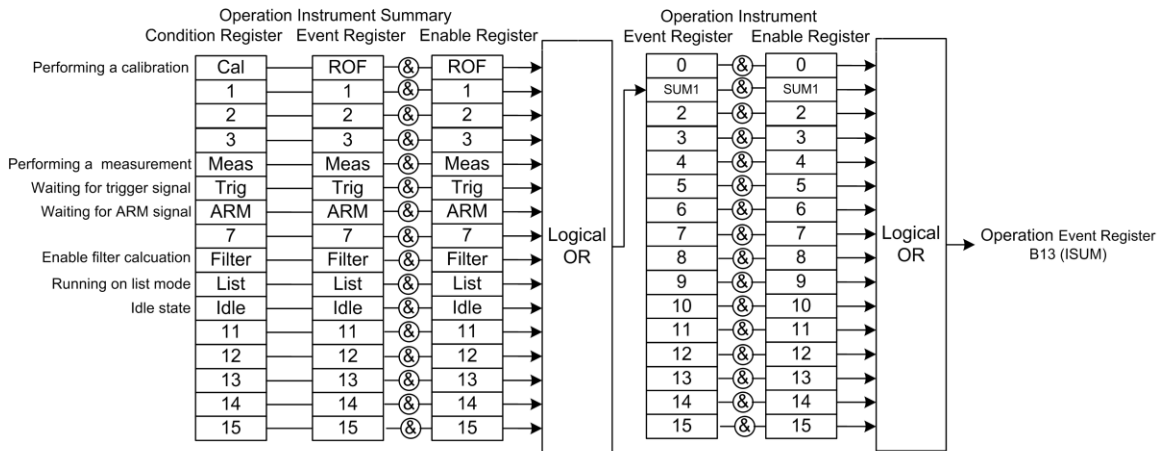 Operation Instrument Summary Operation Instrument
Condition Register Event Register Enable Register Event Register Enable Register
Performing a calibration Cal ROF & ROF 0 & 0
1 1 & 1 SUM1 & SUM1
2 2 & 2 2 & 2
3 3 & 3 3 & 3
Performing a measurement Meas Meas & Meas 4 & 4
Waiting for trigger signal Trig Trig & Trig 5 & 5
Waiting for ARM signal ARM ARM & ARM 6 & 6
7 7 & 7 Logical 7 & 7 Logical Operation Event Register
Enable filter calcuation Filter Filter & Filter OR 8 & 8 OR B13 (ISUM)
Running on list mode List List & List 9 & 9
Idle state Idle Idle & Idle 10 & 10
11 11 & 11 11 & 11
12 12 & 12 12 & 12
13 13 & 13 13 & 13
14 14 & 14 14 & 14
15 15 & 15 15 & 15